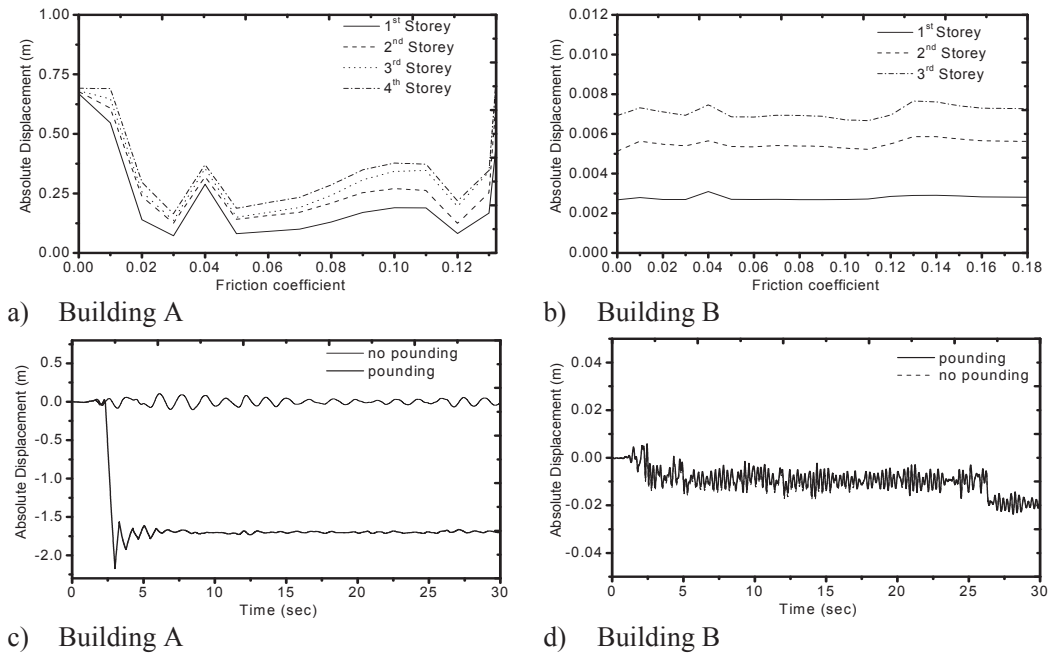 Absolute Displacement (m)
1.00
0.75
0.50
0.25
0.00
1st Storey
2nd Storey
3rd Storey
4th Storey
0.00 0.02 0.04 0.06 0.08 0.10 0.12
Friction coefficient
a) Building A
Absolute Displacement (m)
0.012
0.010
0.008
0.006
0.004
0.002
0.000
1st Storey
2nd Storey
3rd Storey
0.00 0.02 0.04 0.06 0.08 0.10 0.12 0.14 0.16 0.18
Friction coefficient
b) Building B
Absolute Displacement (m)
0.5
0.0
-0.5
-1.0
-1.5
-2.0
no pounding
pounding
0 5 10 15 20 25 30
Time (sec)
c) Building A
Absolute Displacement (m)
0.04
0.02
0.00
-0.02
-0.04
pounding
no pounding
0 5 10 15 20 25 30
Time (sec)
d) Building B